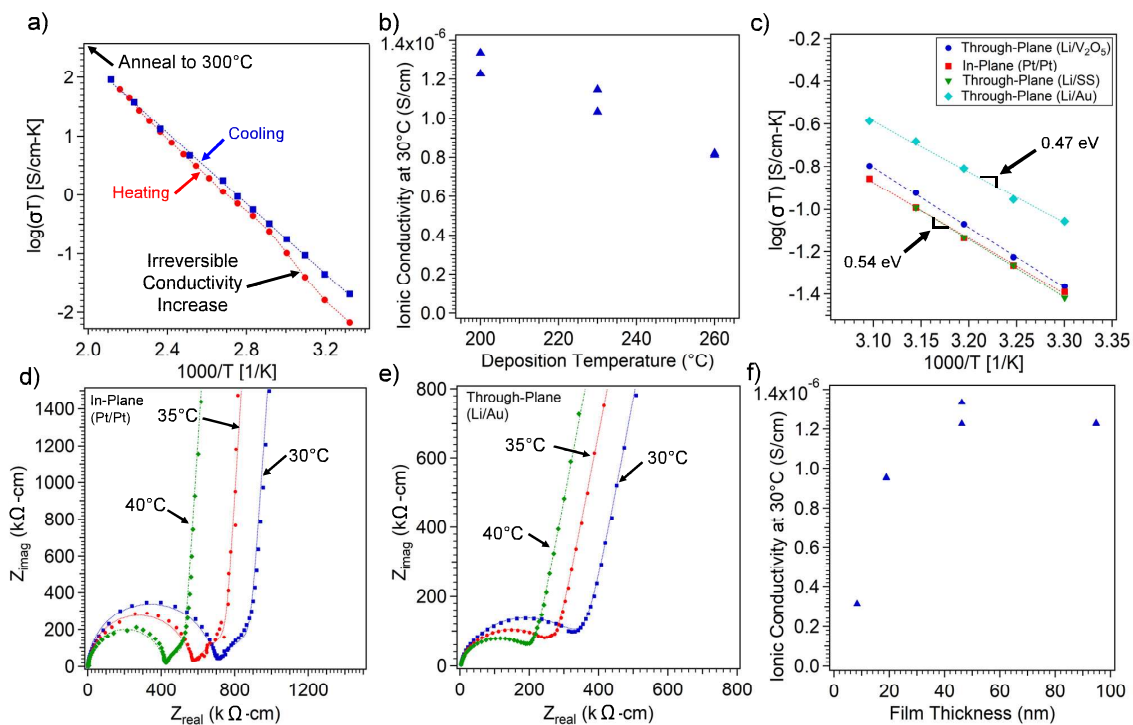 a)
Anneal to 300°C
Cooling
Heating
Irreversible
Conductivity
Increase
log(σT) [S/cm-K]
2
1
0
-1
-2
2.0
2.4
2.8
3.2
1000/T [1/K]
b)
1.4x10⁻⁶
1.2
1.0
0.8
0.6
0.4
0.2
0.0
Ionic Conductivity at 30°C (S/cm)
200
220
240
260
Deposition Temperature (°C)
c)
Through-Plane (Li/V₂O₅)
In-Plane (Pt/Pt)
Through-Plane (Li/SS)
Through-Plane (Li/Au)
0.47 eV
0.54 eV
log(σT) [S/cm-K]
-0.2
-0.4
-0.6
-0.8
-1.0
-1.2
-1.4
3.10
3.15
3.20
3.25
3.30
3.35
1000/T [1/K]
d)
In-Plane
(Pt/Pt)
35°C
30°C
40°C
Z_imag (kΩ-cm)
1400
1200
1000
800
600
400
200
0
0
400
800
1200
Z_real (kΩ-cm)
e)
Through-Plane
(Li/Au)
35°C
30°C
40°C
Z_imag (kΩ-cm)
800
600
400
200
0
0
200
400
600
800
Z_real (kΩ-cm)
f)
1.4x10⁻⁶
1.2
1.0
0.8
0.6
0.4
0.2
0.0
Ionic Conductivity at 30°C (S/cm)
0
20
40
60
80
100
Film Thickness (nm)